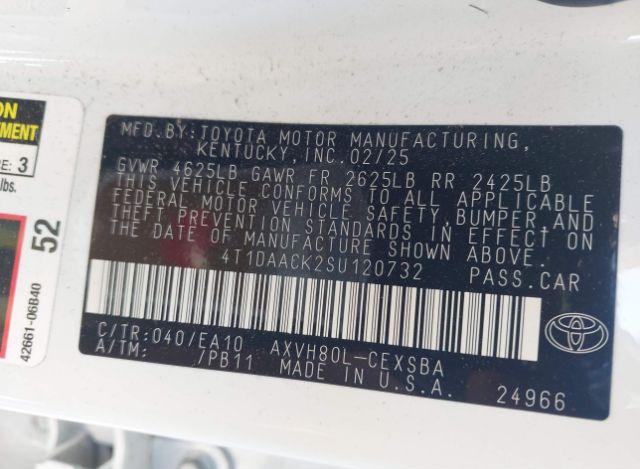 ON
TEMENT
E: 3
lbs.
52
42661-06B40
MFD.BY:TOYOTA MOTOR MANUFACTURING,
KENTUCKY,INC.02/25
GVWR 4625LB GAWR FR 2625LB RR 2425LB
THIS VEHICLE CONFORMS TO ALL APPLICABLE
FEDERAL MOTOR VEHICLE SAFETY,BUMPER,AND
THEFT PREVENTION STANDARDS IN EFFECT ON
THE DATE OF MANUFACTURE SHOWN ABOVE.
4T1DAACK2SU120732 PASS.CAR
C/TR:040/EA10 AXVH80L-CEXSBA
A/TM: /PB11 MADE IN U.S.A.
24966